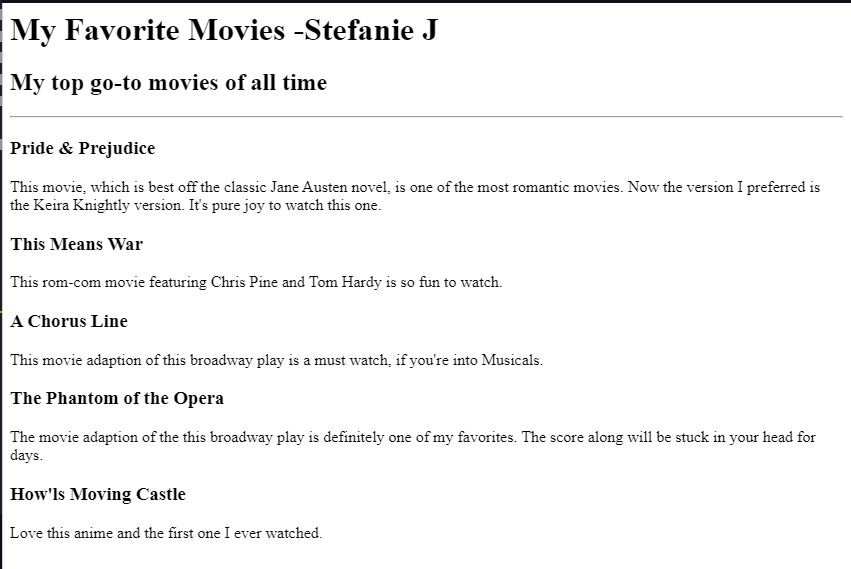 My Favorite Movies -Stefanie J
My top go-to movies of all time
Pride & Prejudice
This movie, which is best off the classic Jane Austen novel, is one of the most romantic movies. Now the version I preferred is
the Keira Knightly version. It's pure joy to watch this one.
This Means War
This rom-com movie featuring Chris Pine and Tom Hardy is so fun to watch.
A Chorus Line
This movie adaption of this broadway play is a must watch, if you're into Musicals.
The Phantom of the Opera
The movie adaption of the this broadway play is definitely one of my favorites. The score along will be stuck in your head for
days.
How'ls Moving Castle
Love this anime and the first one I ever watched.